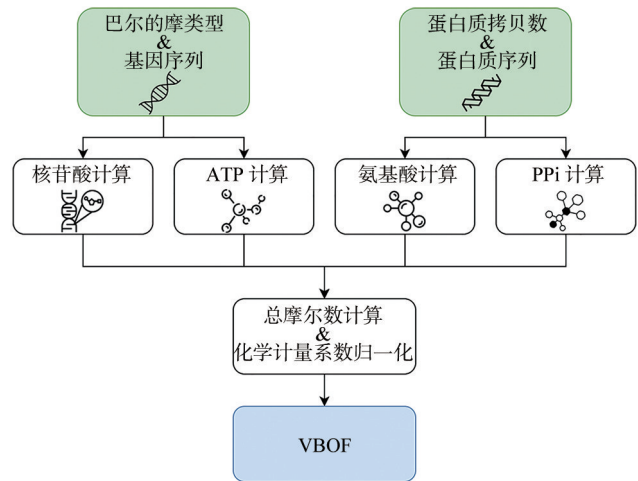 巴尔的摩类型
&
基因序列
蛋白质拷贝数
&
蛋白质序列
核苷酸计算
ATP 计算
氨基酸计算
PPi 计算
总摩尔数计算
&
化学计量系数归一化
VBOF